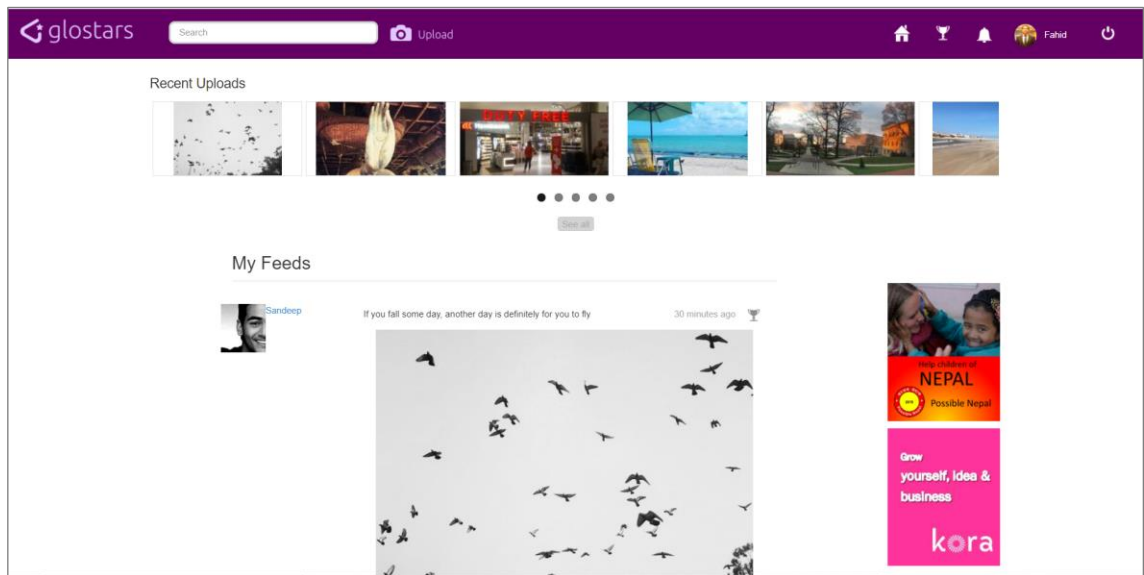 glostars
Search
Upload
Fahid
Recent Uploads
DUTY FREE
See all
My Feeds
Sandeep
If you fall some day, another day is definitely for you to fly
30 minutes ago
Help children of
NEPAL
Possible Nepal
Grow
yourself, idea &
business
kora